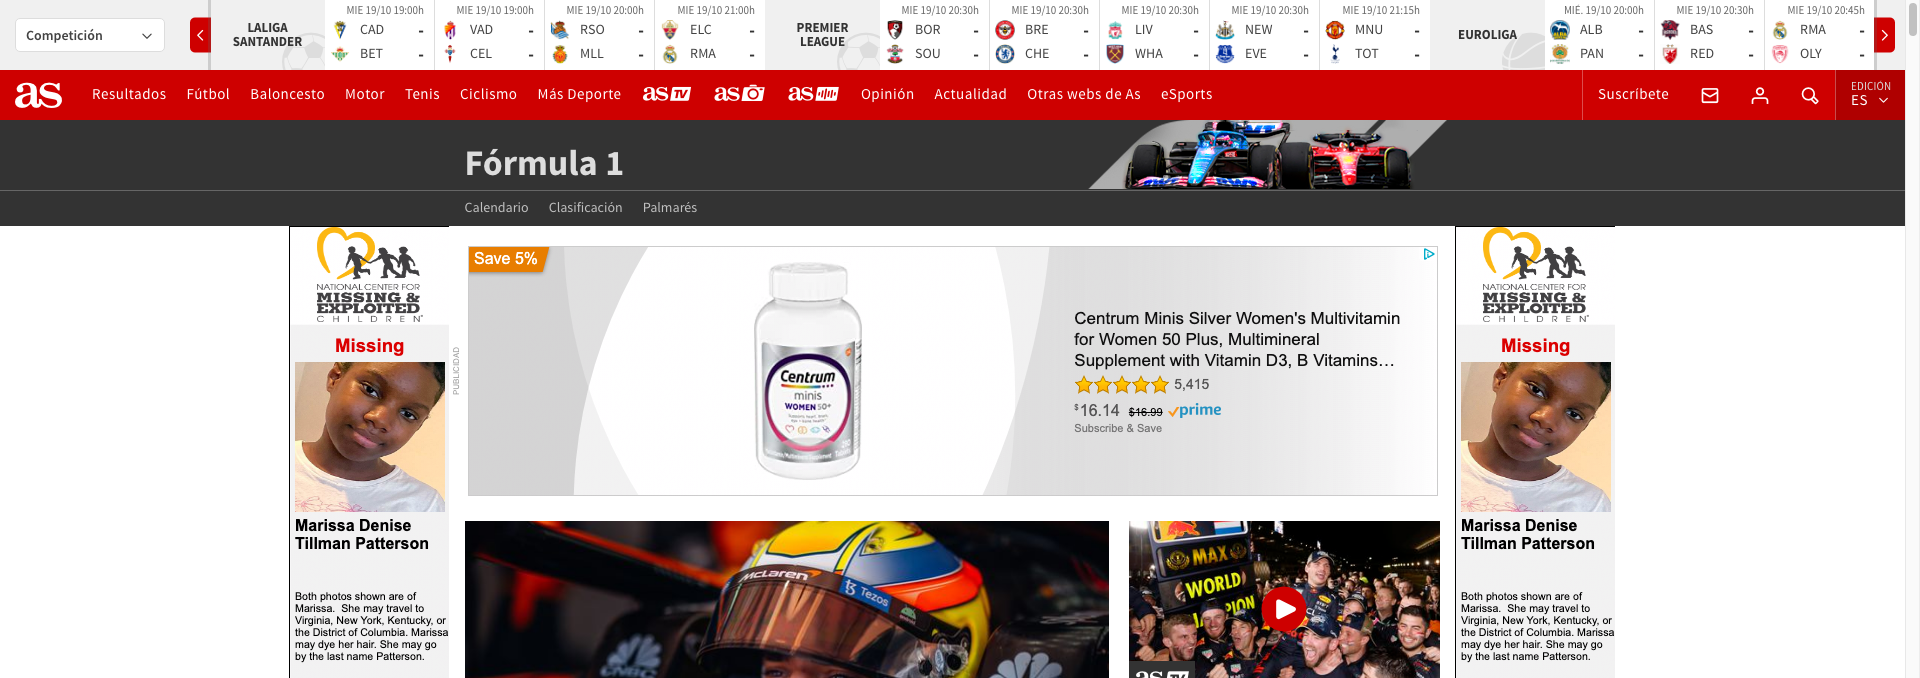 Competición
LALIGA
SANTANDER
MIE 19/10 19:00h
CAD -
BET -
MIE 19/10 19:00h
VAD -
CEL -
MIE 19/10 20:00h
RSO -
MLL -
MIE 19/10 21:00h
ELC -
RMA -
PREMIER
LEAGUE
MIE 19/10 20:30h
BOR -
SOU -
MIE 19/10 20:30h
BRE -
CHE -
MIE 19/10 20:30h
LIV -
WHA -
MIE 19/10 20:30h
NEW -
EVE -
MIE 19/10 21:15h
MNU -
TOT -
EUROLIGA
MIÉ. 19/10 20:00h
ALB -
PAN -
MIE 19/10 20:30h
BAS -
RED -
MIE 19/10 20:45h
RMA -
OLY -
as Resultados Fútbol Baloncesto Motor Tenis Ciclismo Más Deporte as TV as as Opinión Actualidad Otras webs de As eSports Suscríbete
EDICIÓN
ES
Fórmula 1
Calendario Clasificación Palmarés
NATIONAL CENTER FOR
MISSING &
EXPLOITED
CHILDREN
Missing
Marissa Denise
Tillman Patterson
Both photos shown are of
Marissa. She may travel to
Virginia, New York, Kentucky, or
the District of Columbia. Marissa
may dye her hair. She may go
by the last name Patterson.
PUBLICIDAD
Save 5%
Centrum
minis
WOMEN 50+
Centrum Minis Silver Women's Multivitamin
for Women 50 Plus, Multimineral
Supplement with Vitamin D3, B Vitamins…
5,415
$16.14 $16.99 prime
Subscribe & Save
McLaren
Tezos
CNBC
MAX
WORLD
as TV
NATIONAL CENTER FOR
MISSING &
EXPLOITED
CHILDREN
Missing
Marissa Denise
Tillman Patterson
Both photos shown are of
Marissa. She may travel to
Virginia, New York, Kentucky, or
the District of Columbia. Marissa
may dye her hair. She may go
by the last name Patterson.